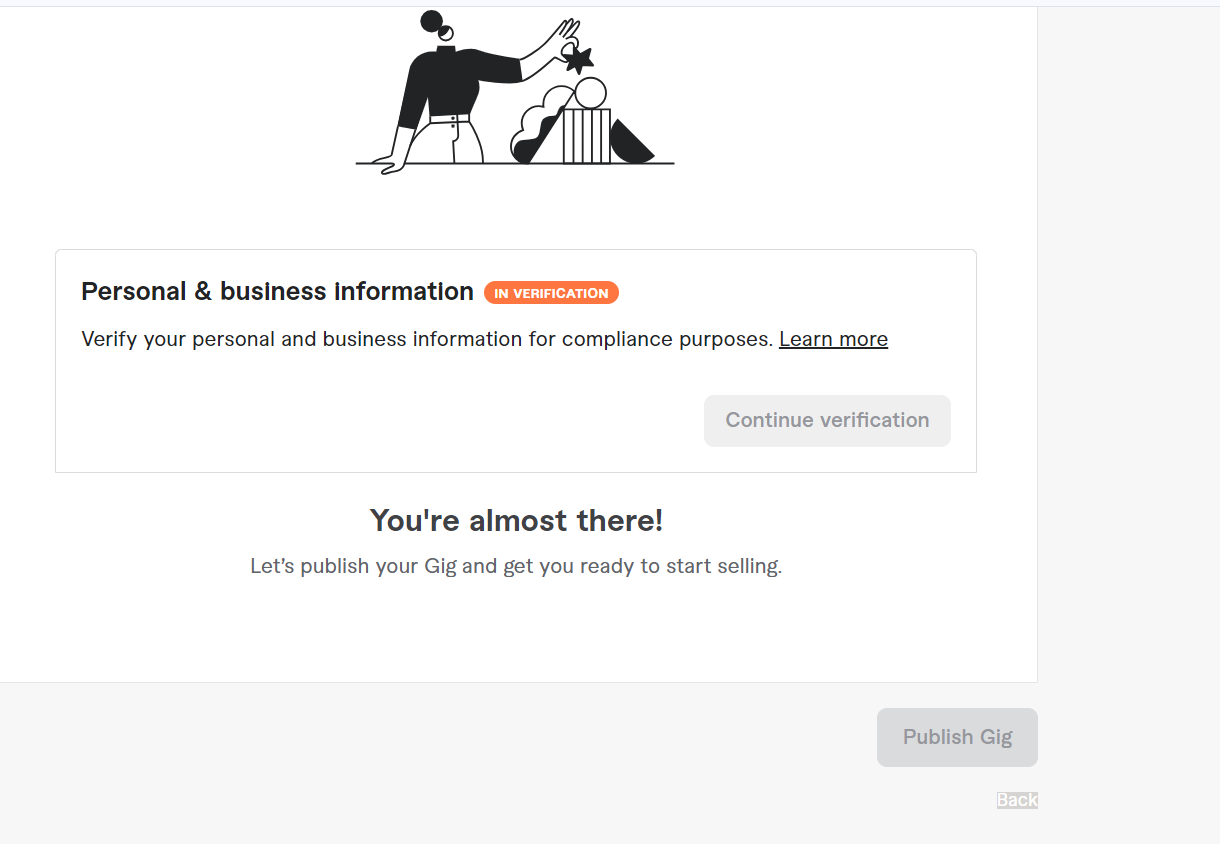 Personal & business information IN VERIFICATION
Verify your personal and business information for compliance purposes. Learn more
Continue verification
You're almost there!
Let’s publish your Gig and get you ready to start selling.
Publish Gig
Back